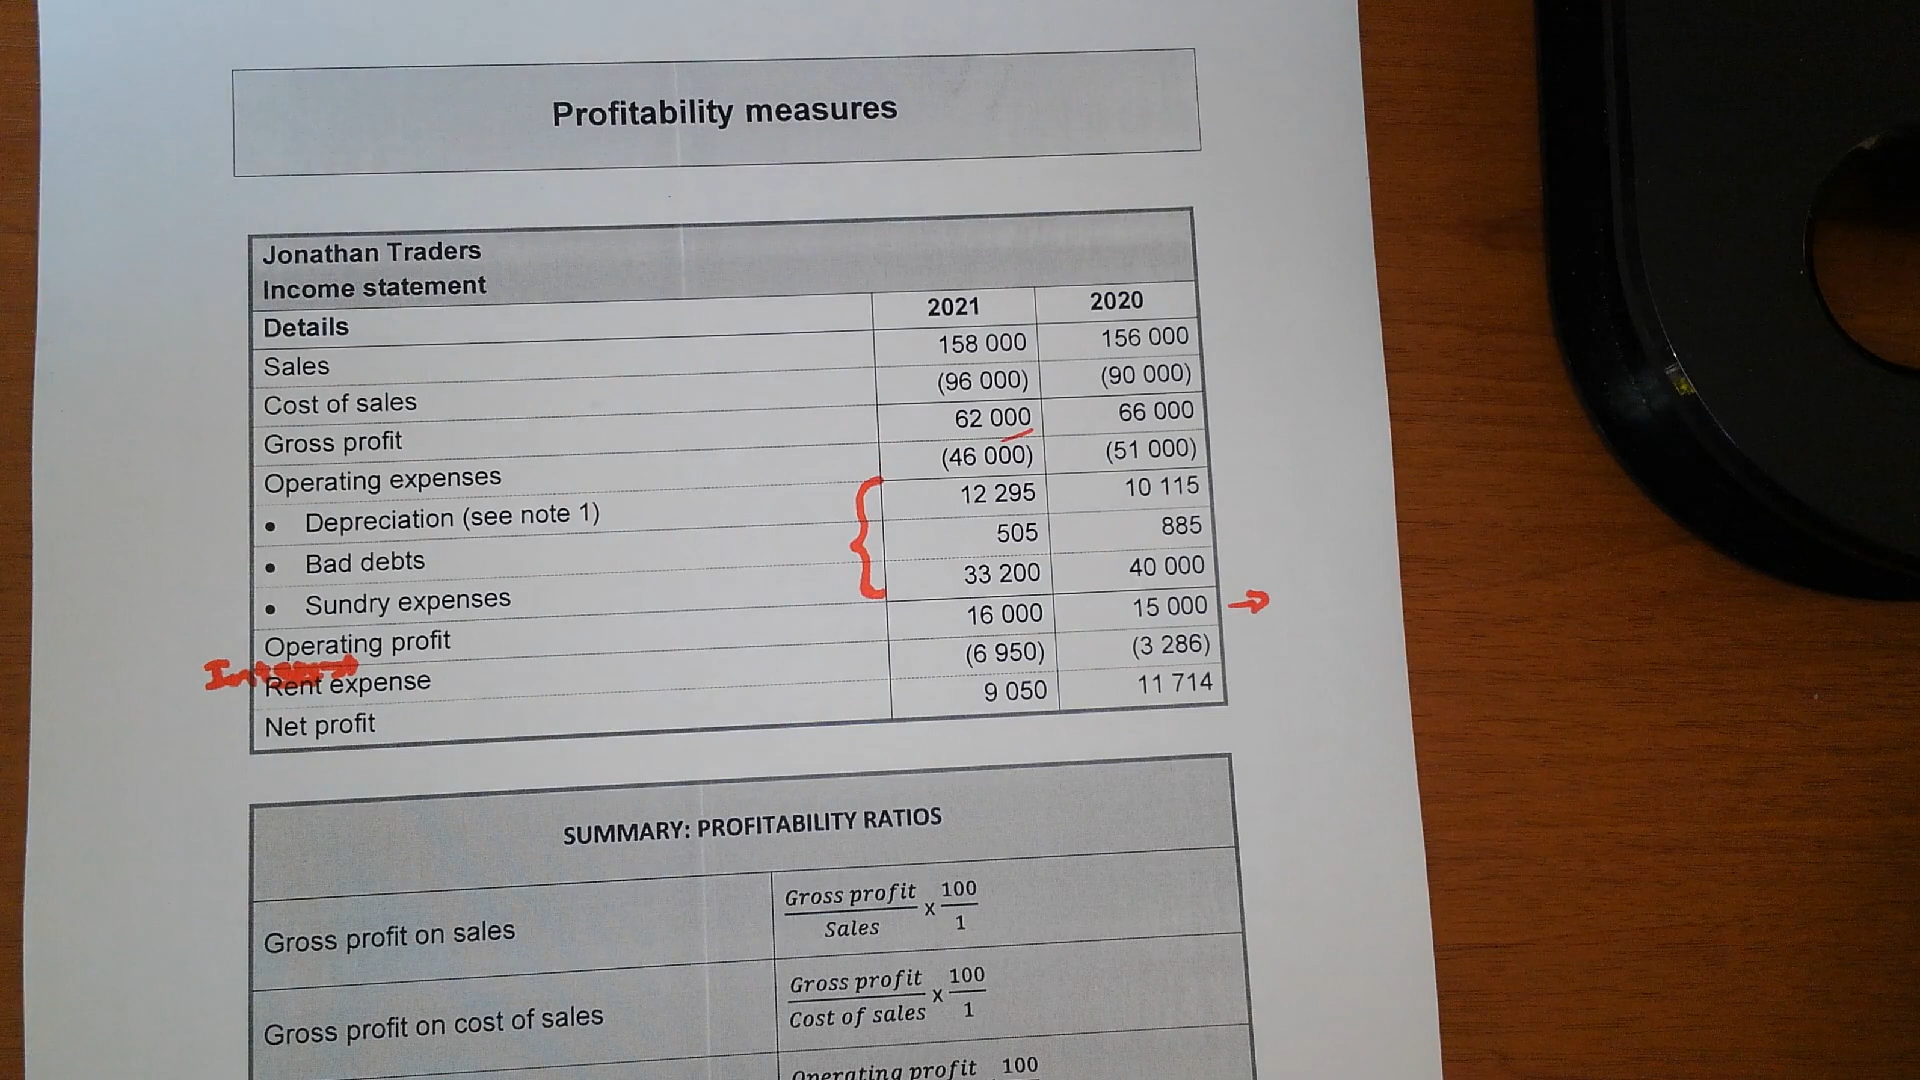 Profitability measures
Jonathan Traders
Income statement
Details 2021 2020
Sales 158 000 156 000
Cost of sales (96 000) (90 000)
Gross profit 62 000 66 000
Operating expenses (46 000) (51 000)
• Depreciation (see note 1) 12 295 10 115
• Bad debts 505 885
• Sundry expenses 33 200 40 000
Operating profit 16 000 15 000
Rent expense (6 950) (3 286)
Net profit 9 050 11 714
SUMMARY: PROFITABILITY RATIOS
Gross profit on sales Gross profit / Sales x 100 / 1
Gross profit on cost of sales Gross profit / Cost of sales x 100 / 1
Operating profit 100